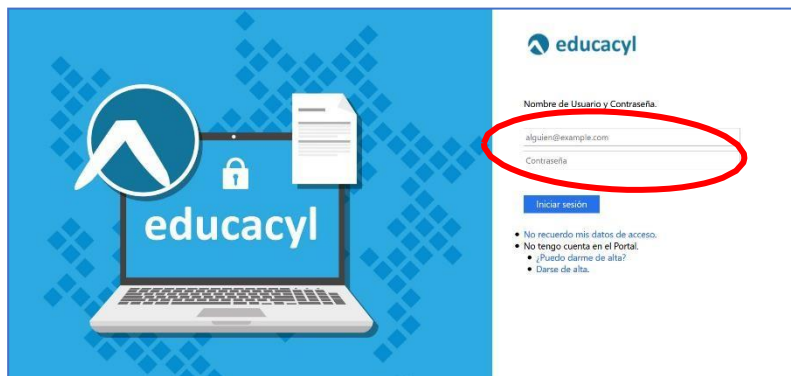 educacyl
educacyl
Nombre de Usuario y Contraseña.
alguien@example.com
Contraseña
Iniciar sesión
No recuerdo mis datos de acceso.
No tengo cuenta en el Portal.
¿Puedo darme de alta?
Darse de alta.